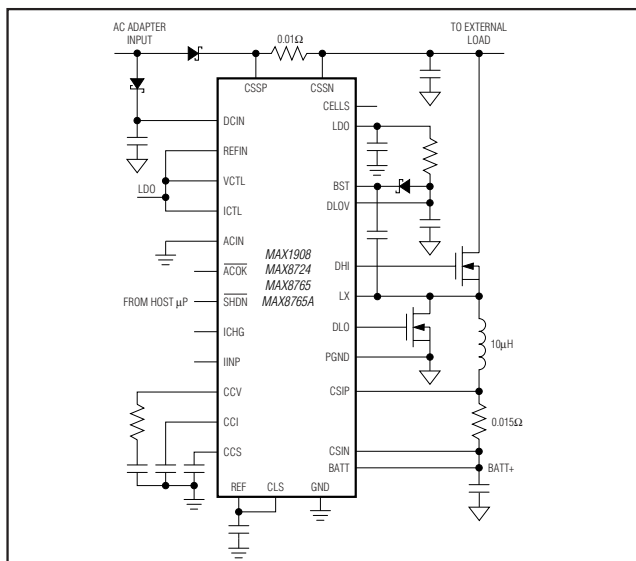 AC ADAPTER
INPUT
0.01Ω
TO EXTERNAL
LOAD
CSSP
CSSN
CELLS
DCIN
LDO
REFIN
VCTL
LDO
BST
ICTL
DLOV
ACIN
MAX1908
MAX8724
MAX8765
MAX8765A
ACOK
DHI
FROM HOST µP
SHDN
LX
ICHG
DLO
IINP
PGND
10µH
CCV
CSIP
CCI
0.015Ω
CCS
CSIN
BATT
BATT+
REF
CLS
GND